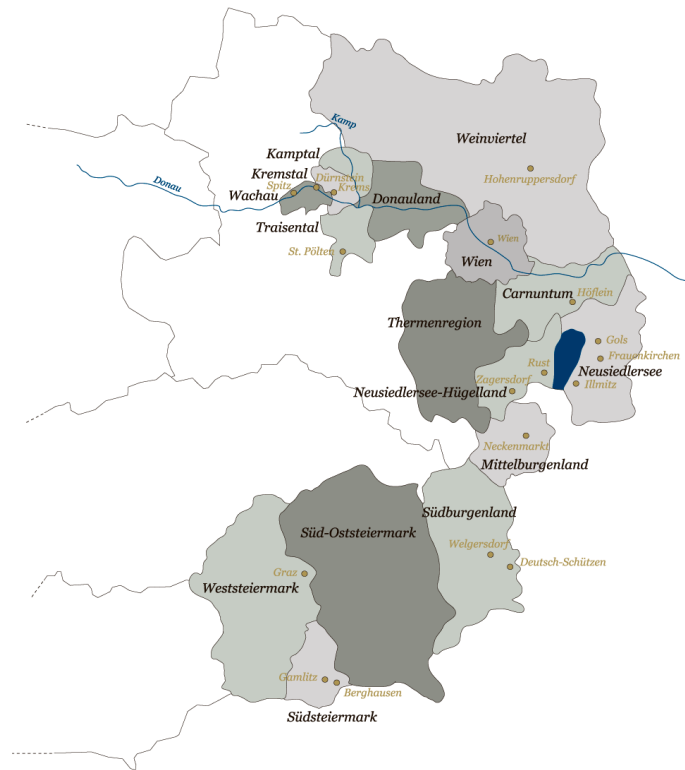 Kamp
Weinviertel
Kamptal
Kremstal
Dürnstein
Hohenruppersdorf
Donau
Spitz
Krems
Wachau
Donauland
Traisental
Wien
St. Pölten
Wien
Carnuntum
Höflein
Thermenregion
Gols
Rust
Frauenkirchen
Neusiedlersee
Zagersdorf
Illmitz
Neusiedlersee-Hügelland
Neckenmarkt
Mittelburgenland
Südburgenland
Süd-Oststeiermark
Welgersdorf
Deutsch-Schützen
Graz
Weststeiermark
Gamlitz
Berghausen
Südsteiermark